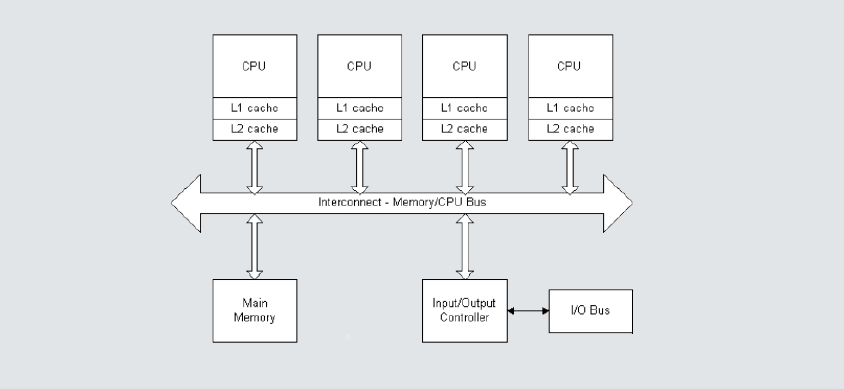 CPU
CPU
CPU
CPU
L1 cache
L1 cache
L1 cache
L1 cache
L2 cache
L2 cache
L2 cache
L2 cache
Interconnect - Memory/CPU Bus
Main
Memory
Input/Output
Controller
I/O Bus